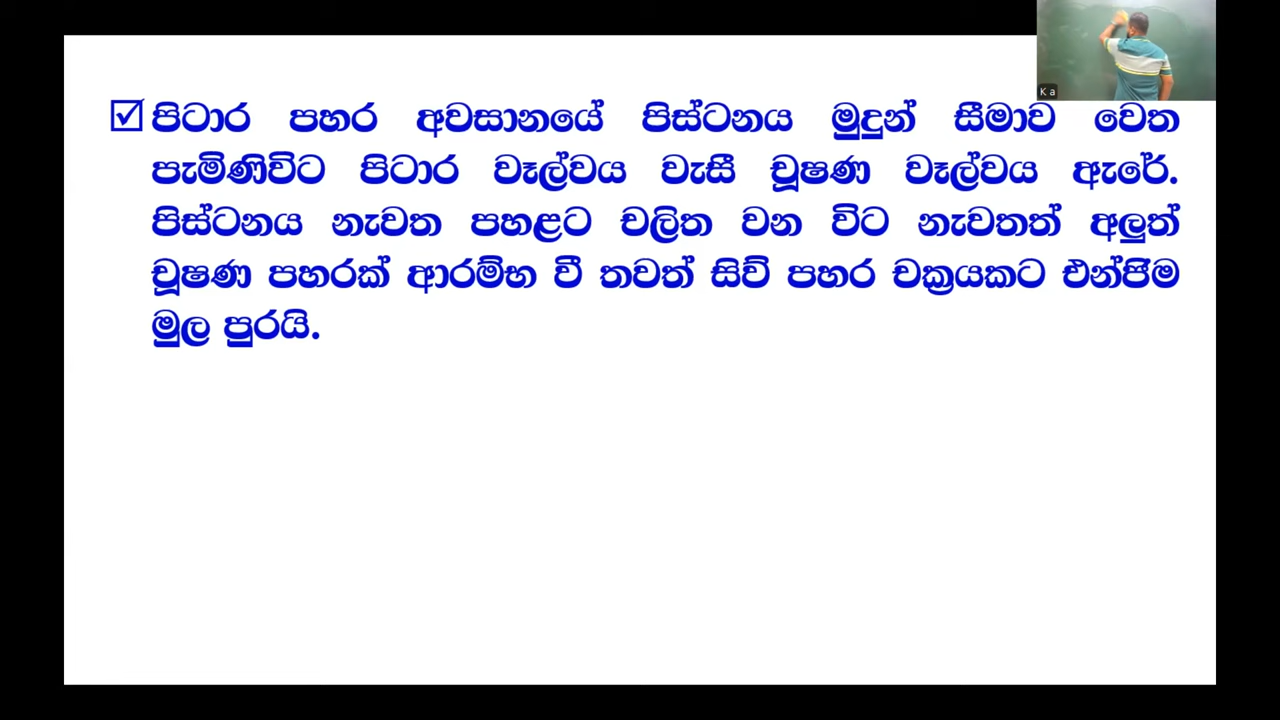 ☑ පිටාර පහර අවසානයේ පිස්ටනය මුදුන් සීමාව වෙත
පැමිණිවිට පිටාර වෑල්වය වැසී චූෂණ වෑල්වය ඇරේ.
පිස්ටනය නැවත පහළට චලිත වන විට නැවතත් අලුත්
චූෂණ පහරක් ආරම්භ වී තවත් සිව් පහර චක්‍රයකට එන්ජිම
මුල පුරයි.
K a